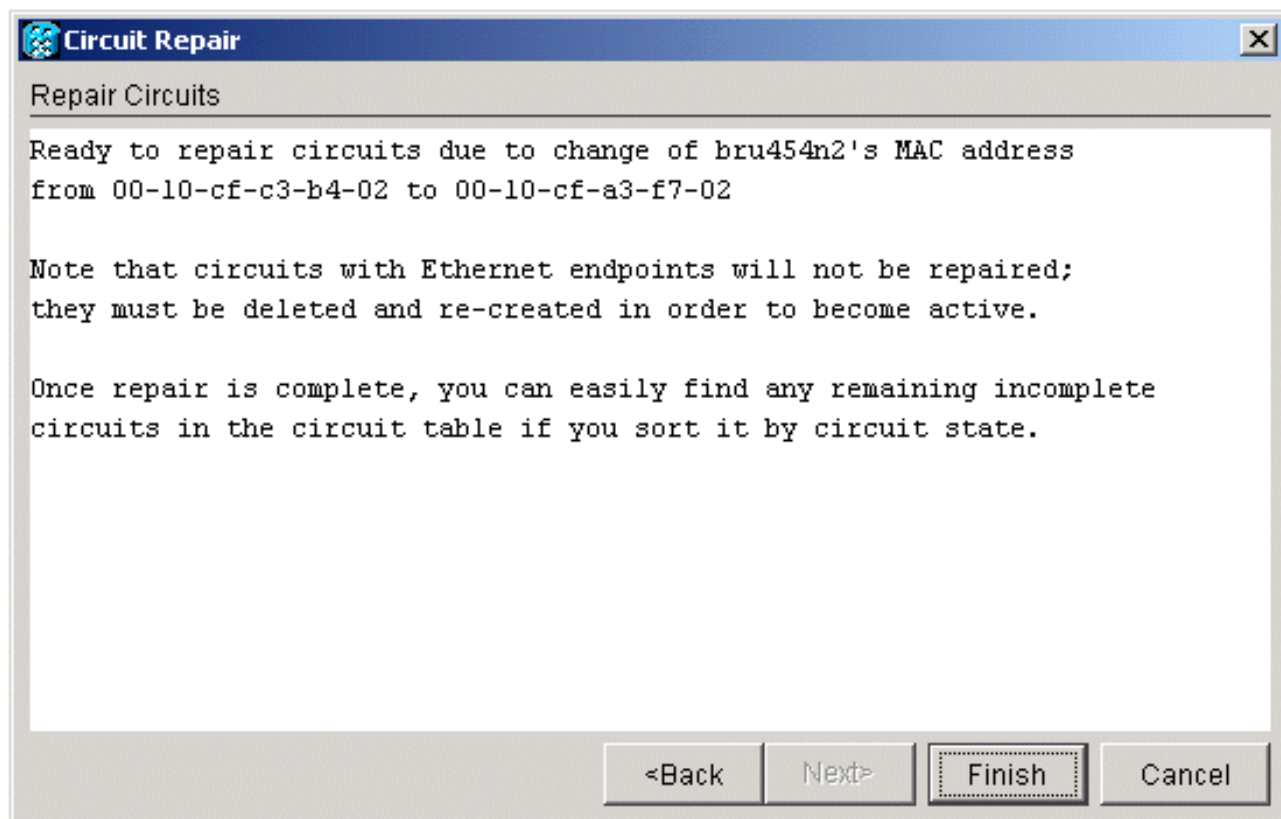 Circuit Repair
Repair Circuits
Ready to repair circuits due to change of bru454n2's MAC address
from 00-10-cf-c3-b4-02 to 00-10-cf-a3-f7-02
Note that circuits with Ethernet endpoints will not be repaired;
they must be deleted and re-created in order to become active.
Once repair is complete, you can easily find any remaining incomplete
circuits in the circuit table if you sort it by circuit state.
<Back Next> Finish Cancel